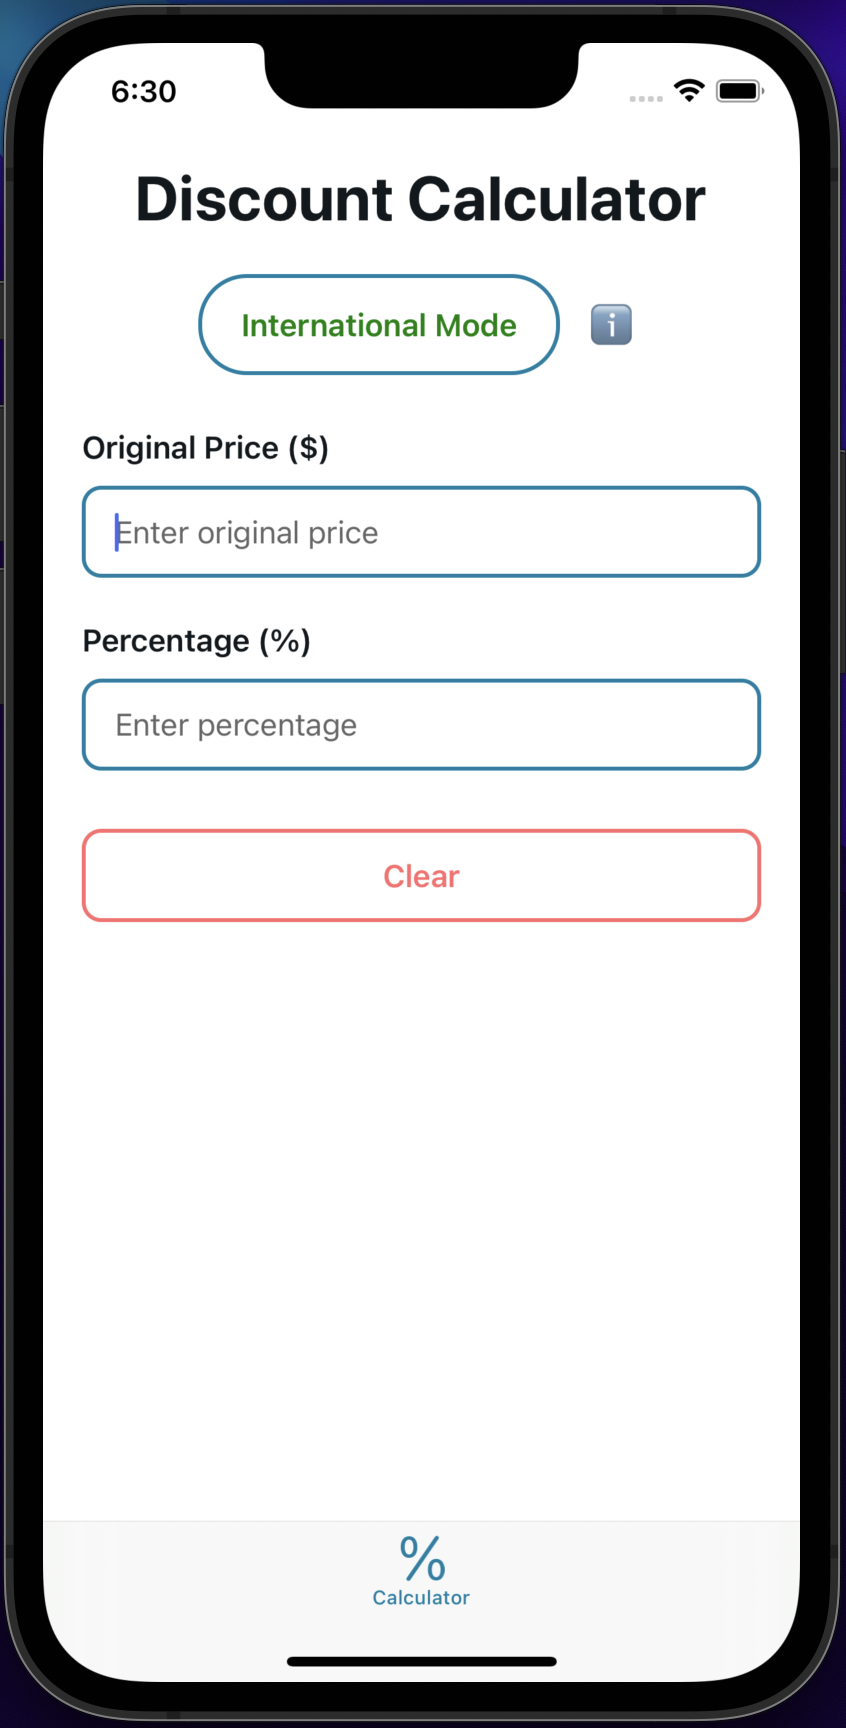 6:30
Discount Calculator
International Mode
i
Original Price ($)
Enter original price
Percentage (%)
Enter percentage
Clear
%
Calculator